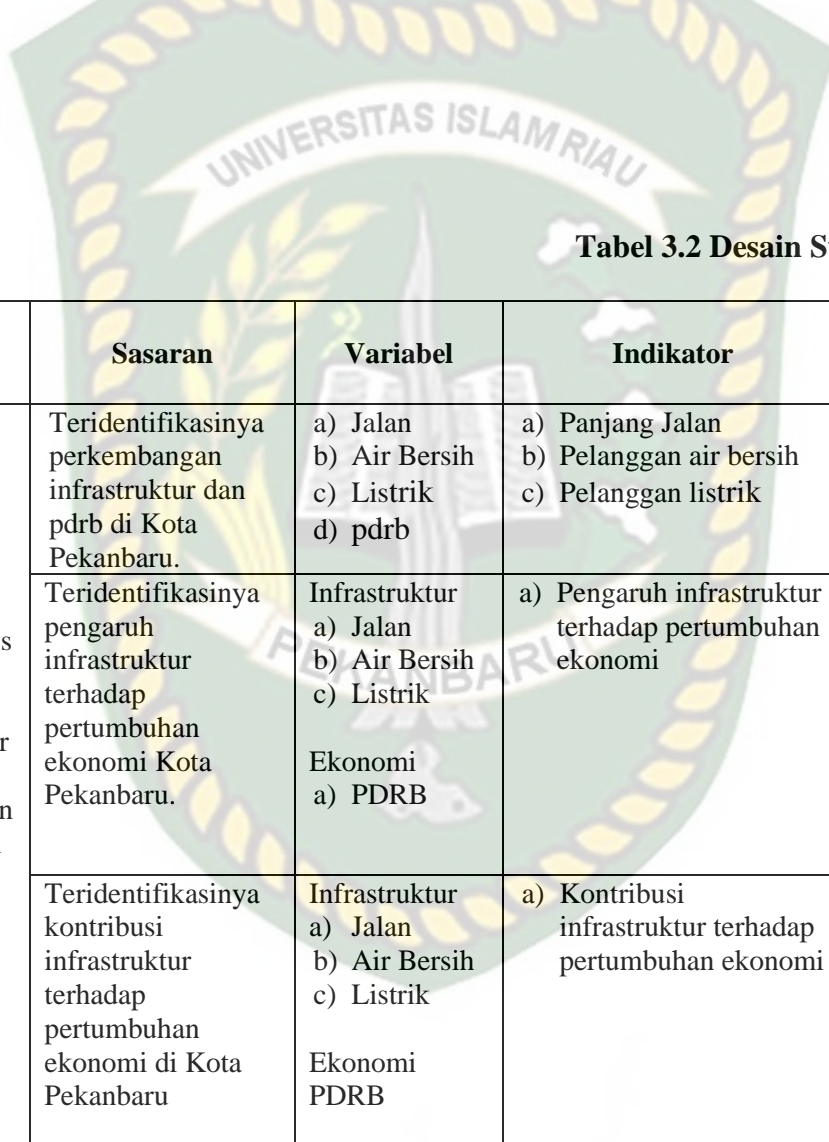 UNIVERSITAS ISLAM RIAU
Tabel 3.2 Desain
Sasaran
Variabel
Indikator
Teridentifikasinya
perkembangan
infrastruktur dan
pdrb di Kota
Pekanbaru.
a) Jalan
b) Air Bersih
c) Listrik
d) pdrb
a) Panjang Jalan
b) Pelanggan air bersih
c) Pelanggan listrik
Teridentifikasinya
pengaruh
infrastruktur
terhadap
pertumbuhan
ekonomi Kota
Pekanbaru.
Infrastruktur
a) Jalan
b) Air Bersih
c) Listrik
Ekonomi
a) PDRB
a) Pengaruh infrastruktur
terhadap pertumbuhan
ekonomi
Teridentifikasinya
kontribusi
infrastruktur
terhadap
pertumbuhan
ekonomi di Kota
Pekanbaru
Infrastruktur
a) Jalan
b) Air Bersih
c) Listrik
Ekonomi
PDRB
a) Kontribusi
infrastruktur terhadap
pertumbuhan ekonomi
PEKANBARU